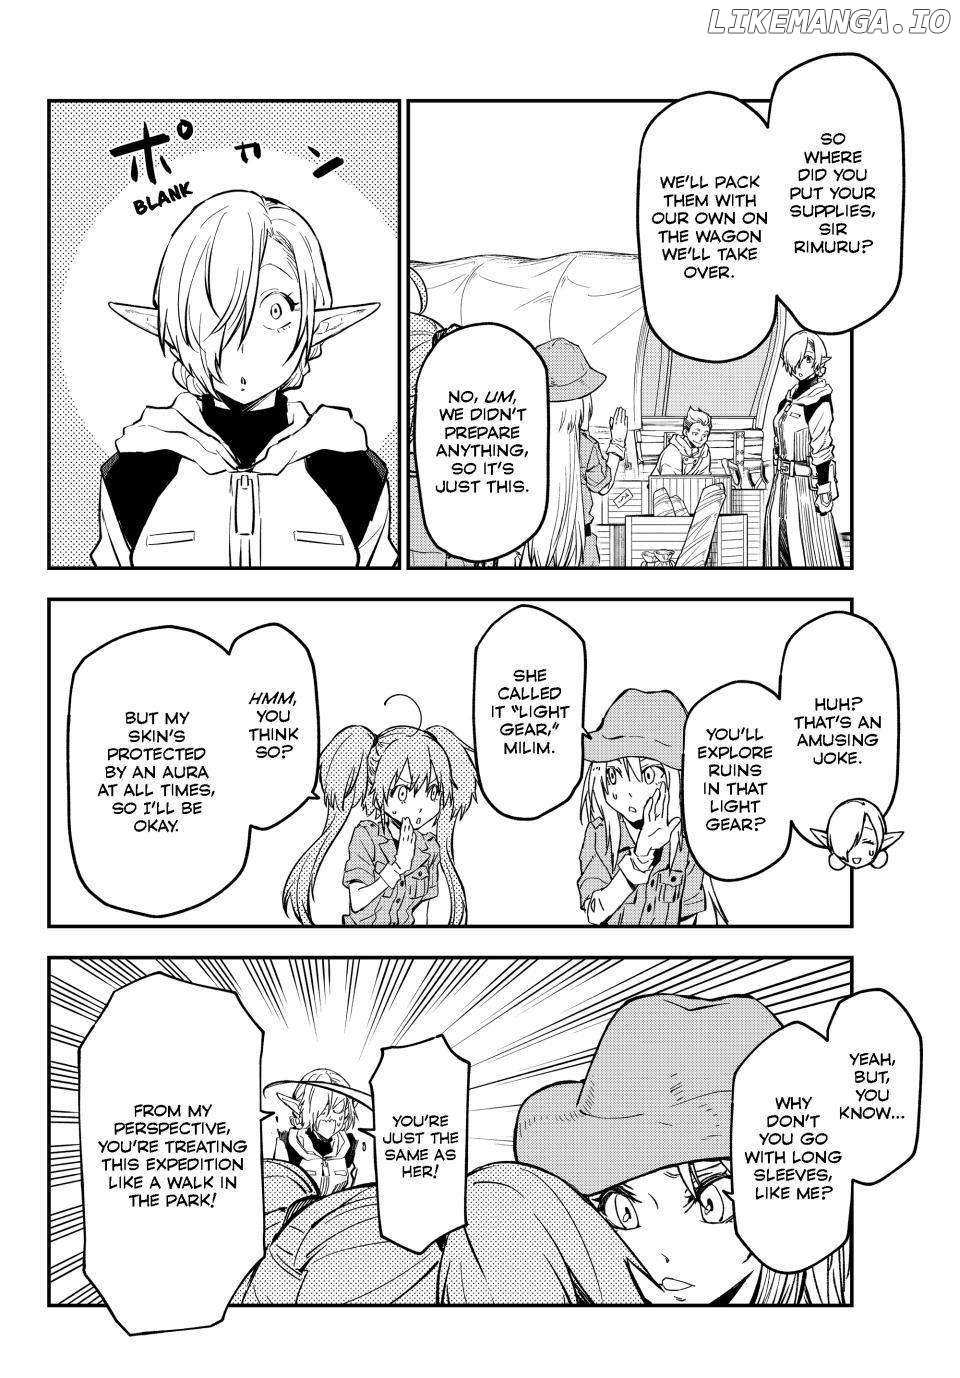 LIKEMANGA.IO
SO
WHERE
DID YOU
PUT YOUR
SUPPLIES,
SIR
RIMURU?
WE'LL PACK
THEM WITH
OUR OWN ON
THE WAGON
WE'LL TAKE
OVER.
NO, UM,
WE DIDN'T
PREPARE
ANYTHING,
SO IT'S
JUST THIS.
ポカン
BLANK
HUH?
THAT'S AN
AMUSING
JOKE.
YOU'LL
EXPLORE
RUINS
IN THAT
LIGHT
GEAR?
SHE
CALLED
IT "LIGHT
GEAR,"
MILIM.
HMM,
YOU
THINK
SO?
BUT MY
SKIN'S
PROTECTED
BY AN AURA
AT ALL TIMES,
SO I'LL BE
OKAY.
YEAH,
BUT,
YOU
KNOW...
WHY
DON'T
YOU GO
WITH LONG
SLEEVES,
LIKE ME?
YOU'RE
JUST THE
SAME AS
HER!
FROM MY
PERSPECTIVE,
YOU'RE TREATING
THIS EXPEDITION
LIKE A WALK IN
THE PARK!